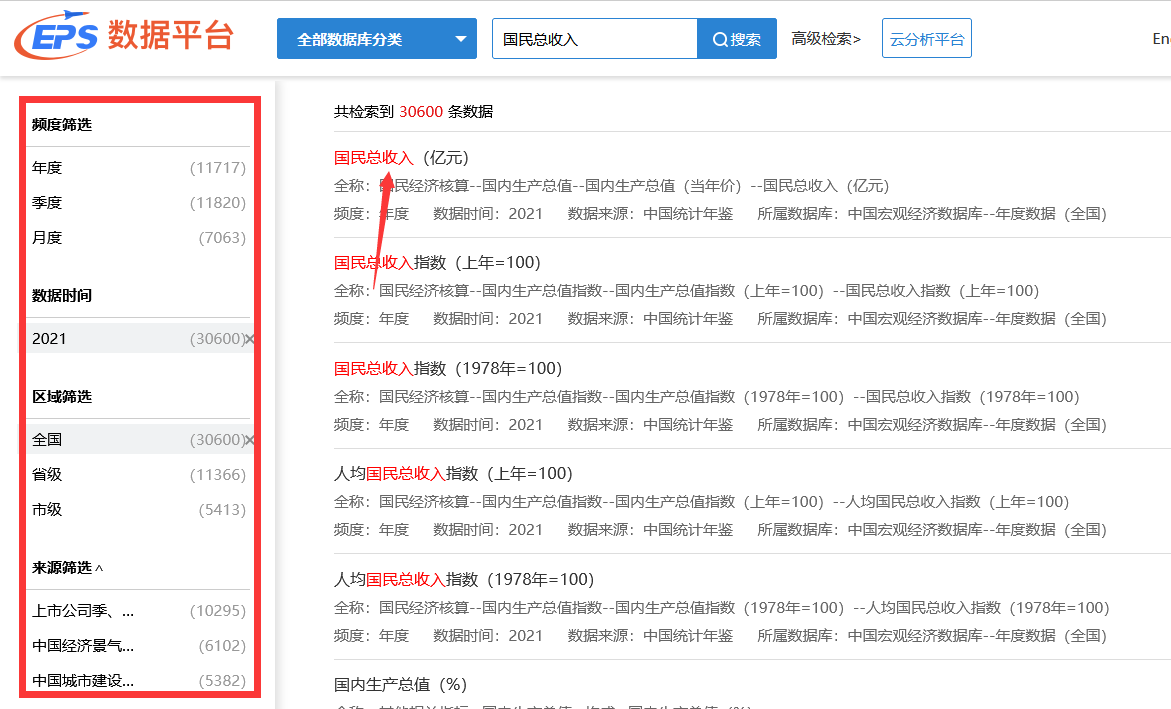 EPS 数据平台
全部数据库分类
国民总收入
搜索
高级检索>
云分析平台
En
频度筛选
年度 (11717)
季度 (11820)
月度 (7063)
数据时间
2021 (30600)×
区域筛选
全国 (30600)×
省级 (11366)
市级 (5413)
来源筛选 ^
上市公司季、... (10295)
中国经济景气... (6102)
中国城市建设... (5382)
共检索到 30600 条数据
国民总收入（亿元）
全称：国民经济核算--国内生产总值--国内生产总值（当年价）--国民总收入（亿元）
频度：年度 数据时间：2021 数据来源：中国统计年鉴 所属数据库：中国宏观经济数据库--年度数据（全国）
国民总收入指数（上年=100）
全称：国民经济核算--国内生产总值指数--国内生产总值指数（上年=100）--国民总收入指数（上年=100）
频度：年度 数据时间：2021 数据来源：中国统计年鉴 所属数据库：中国宏观经济数据库--年度数据（全国）
国民总收入指数（1978年=100）
全称：国民经济核算--国内生产总值指数--国内生产总值指数（1978年=100）--国民总收入指数（1978年=100）
频度：年度 数据时间：2021 数据来源：中国统计年鉴 所属数据库：中国宏观经济数据库--年度数据（全国）
人均国民总收入指数（上年=100）
全称：国民经济核算--国内生产总值指数--国内生产总值指数（上年=100）--人均国民总收入指数（上年=100）
频度：年度 数据时间：2021 数据来源：中国统计年鉴 所属数据库：中国宏观经济数据库--年度数据（全国）
人均国民总收入指数（1978年=100）
全称：国民经济核算--国内生产总值指数--国内生产总值指数（1978年=100）--人均国民总收入指数（1978年=100）
频度：年度 数据时间：2021 数据来源：中国统计年鉴 所属数据库：中国宏观经济数据库--年度数据（全国）
国内生产总值（%）